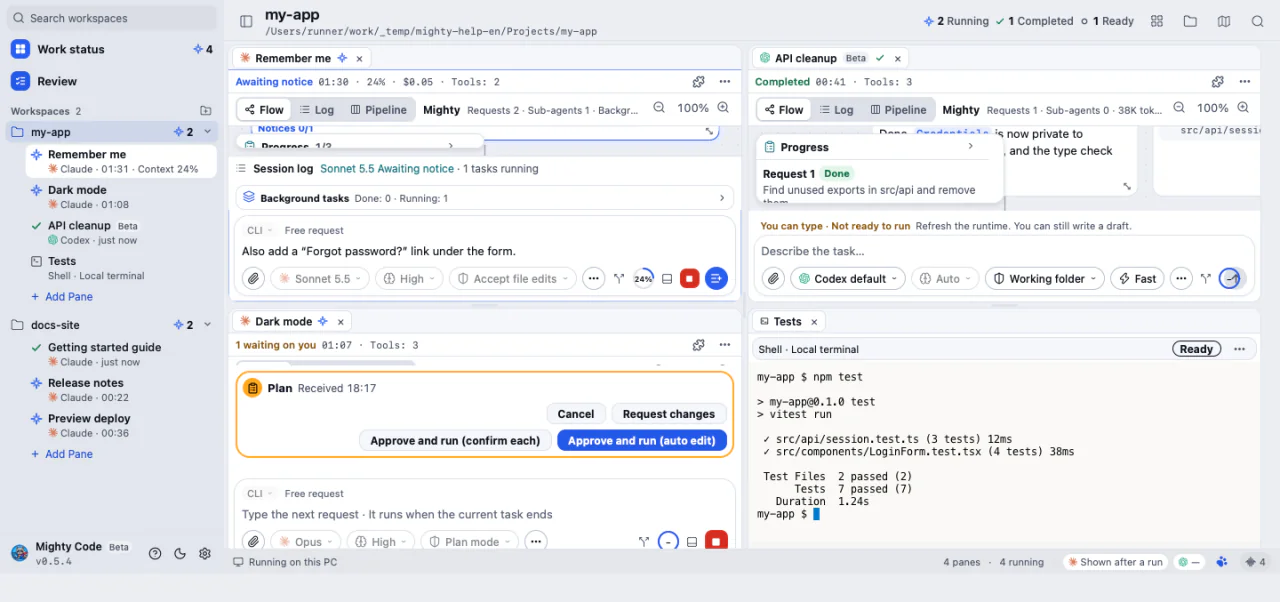 Search workspaces
Work status 4
Review
Workspaces 2
my-app 2
Remember me
Claude · 01:31 · Context 24%
Dark mode
Claude · 01:08
API cleanup Beta
Codex · just now
Tests
Shell · Local terminal
+ Add Pane
docs-site 2
Getting started guide
Claude · just now
Release notes
Claude · 00:22
Preview deploy
Claude · 00:36
+ Add Pane
Mighty Code Beta
v0.5.4
my-app
/Users/runner/work/_temp/mighty-help-en/Projects/my-app
2 Running 1 Completed 1 Ready
Remember me
Awaiting notice 01:30 · 24% · $0.05 · Tools: 2
Flow Log Pipeline Mighty Requests 2 · Sub-agents 1 · Backgr... 100%
Notices 0/1
Progress 1/3
Session log Sonnet 5.5 Awaiting notice · 1 tasks running
Background tasks Done: 0 · Running: 1
CLI Free request
Also add a “Forgot password?” link under the form.
Sonnet 5.5 High Accept file edits 24%
API cleanup Beta
Completed 00:41 · Tools: 3
Flow Log Pipeline Mighty Requests 1 · Sub-agents 0 · 38K tok... 100%
Done. Credentials is now private to
, and the type check
src/api/sessi
Progress
Request 1 Done
Find unused exports in src/api and remove
them
You can type · Not ready to run Refresh the runtime. You can still write a draft.
Describe the task...
Codex default Auto Working folder Fast
Dark mode
1 waiting on you 01:07 · Tools: 3
Plan Received 18:17
Cancel Request changes
Approve and run (confirm each) Approve and run (auto edit)
CLI Free request
Type the next request · It runs when the current task ends
Opus High Plan mode
Tests
Shell · Local terminal Ready
my-app $ npm test
> my-app@0.1.0 test
> vitest run
✓ src/api/session.test.ts (3 tests) 12ms
✓ src/components/LoginForm.test.tsx (4 tests) 38ms
Test Files 2 passed (2)
Tests 7 passed (7)
Duration 1.24s
my-app $
Running on this PC
4 panes · 4 running Shown after a run — 4